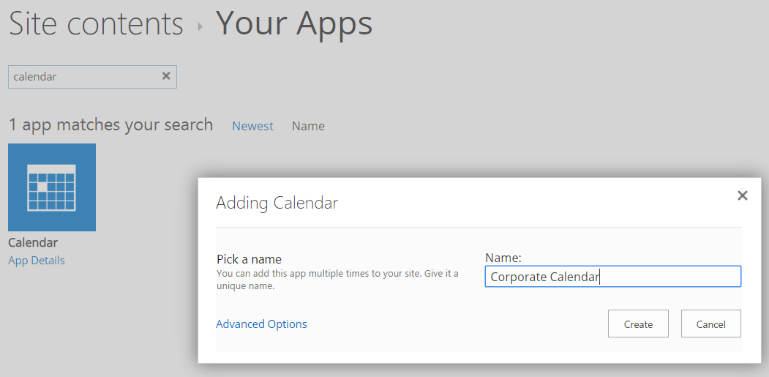 Site contents ▸ Your Apps
calendar ×
1 app matches your search Newest Name
Calendar
App Details
Adding Calendar ×
Pick a name
You can add this app multiple times to your site. Give it a
unique name.
Name:
Corporate Calendar
Advanced Options Create Cancel